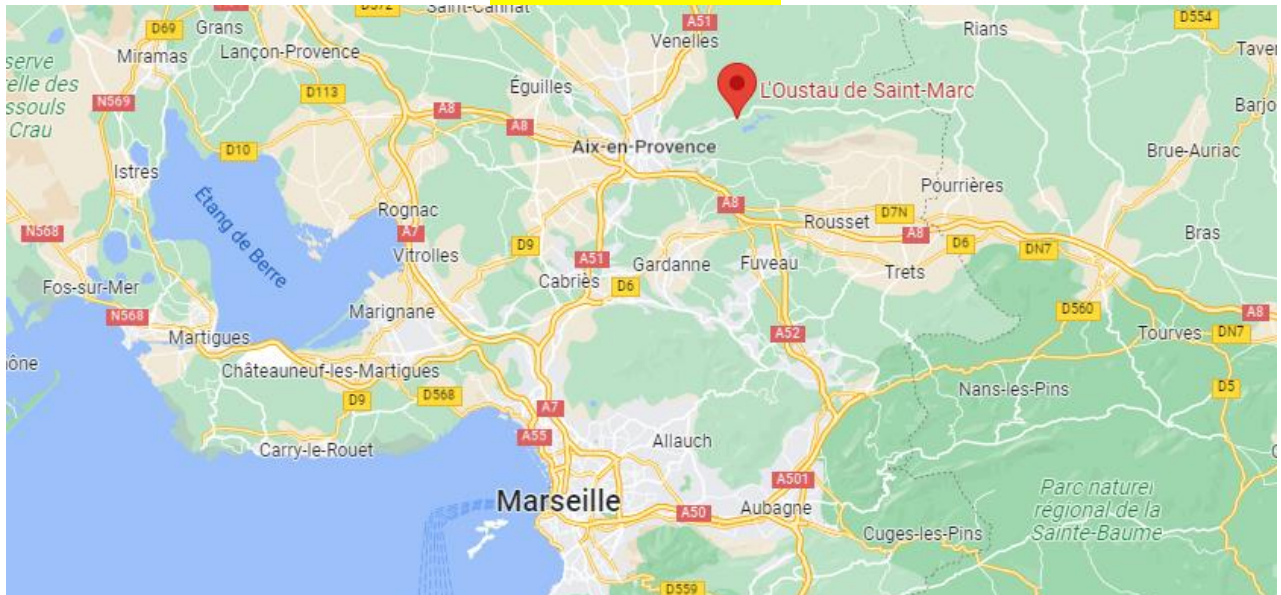 D572
Saint-Cannat
D69
Grans
A51
Venelles
Rians
D554
Miramas
Lançon-Provence
Éguilles
L'Oustau de Saint-Marc
N569
D113
A8
A8
Crau
D10
Aix-en-Provence
Brue-Auriac
Istres
Étang de Berre
Rognac
A7
Vitrolles
A8
Pourrières
Rousset
D7N
A8
D6
DN7
Bras
N568
D9
A51
Gardanne
Fuveau
Trets
Cabriès
D6
Fos-sur-Mer
N568
Marignane
A52
D560
A8
Martigues
Tourves
DN7
Châteauneuf-les-Martigues
Nans-les-Pins
D9
D568
A7
D5
A55
Allauch
Carry-le-Rouet
A501
Marseille
A50
Aubagne
Parc naturel
régional de la
Sainte-Baume
Cuges-les-Pins
D559